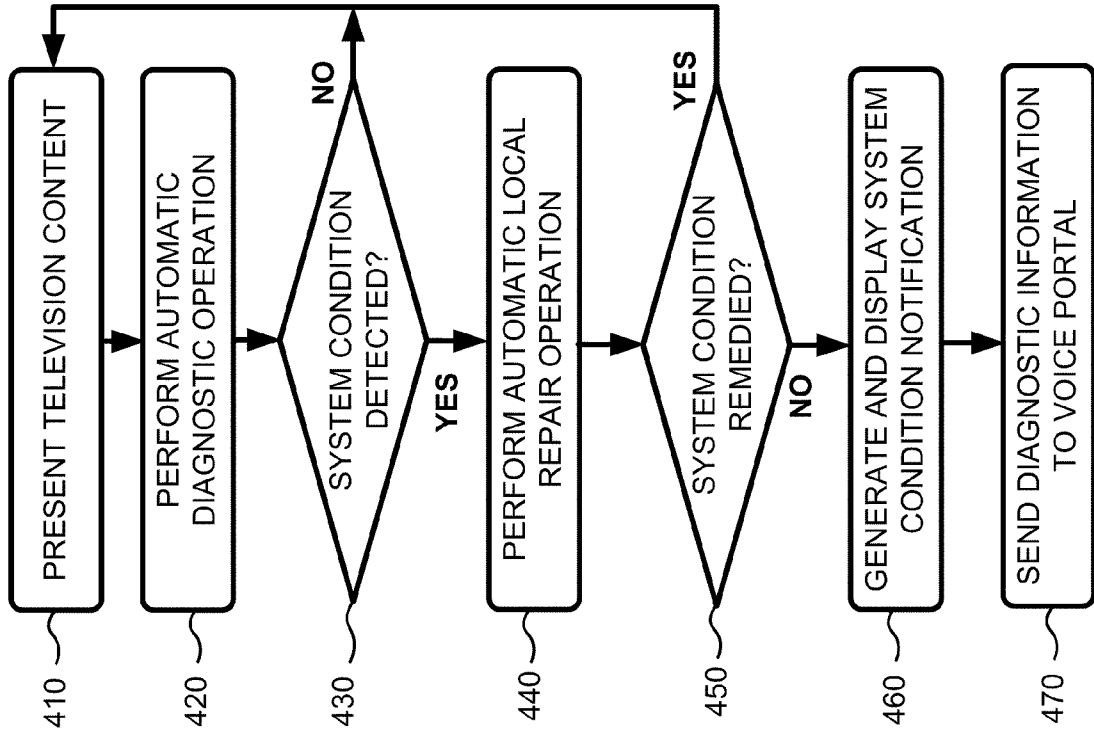 410
PRESENT TELEVISION CONTENT
420
PERFORM AUTOMATIC
DIAGNOSTIC OPERATION
430
SYSTEM CONDITION
DETECTED?
NO
YES
440
PERFORM AUTOMATIC LOCAL
REPAIR OPERATION
450
SYSTEM CONDITION
REMEDIED?
YES
NO
460
GENERATE AND DISPLAY SYSTEM
CONDITION NOTIFICATION
470
SEND DIAGNOSTIC INFORMATION
TO VOICE PORTAL